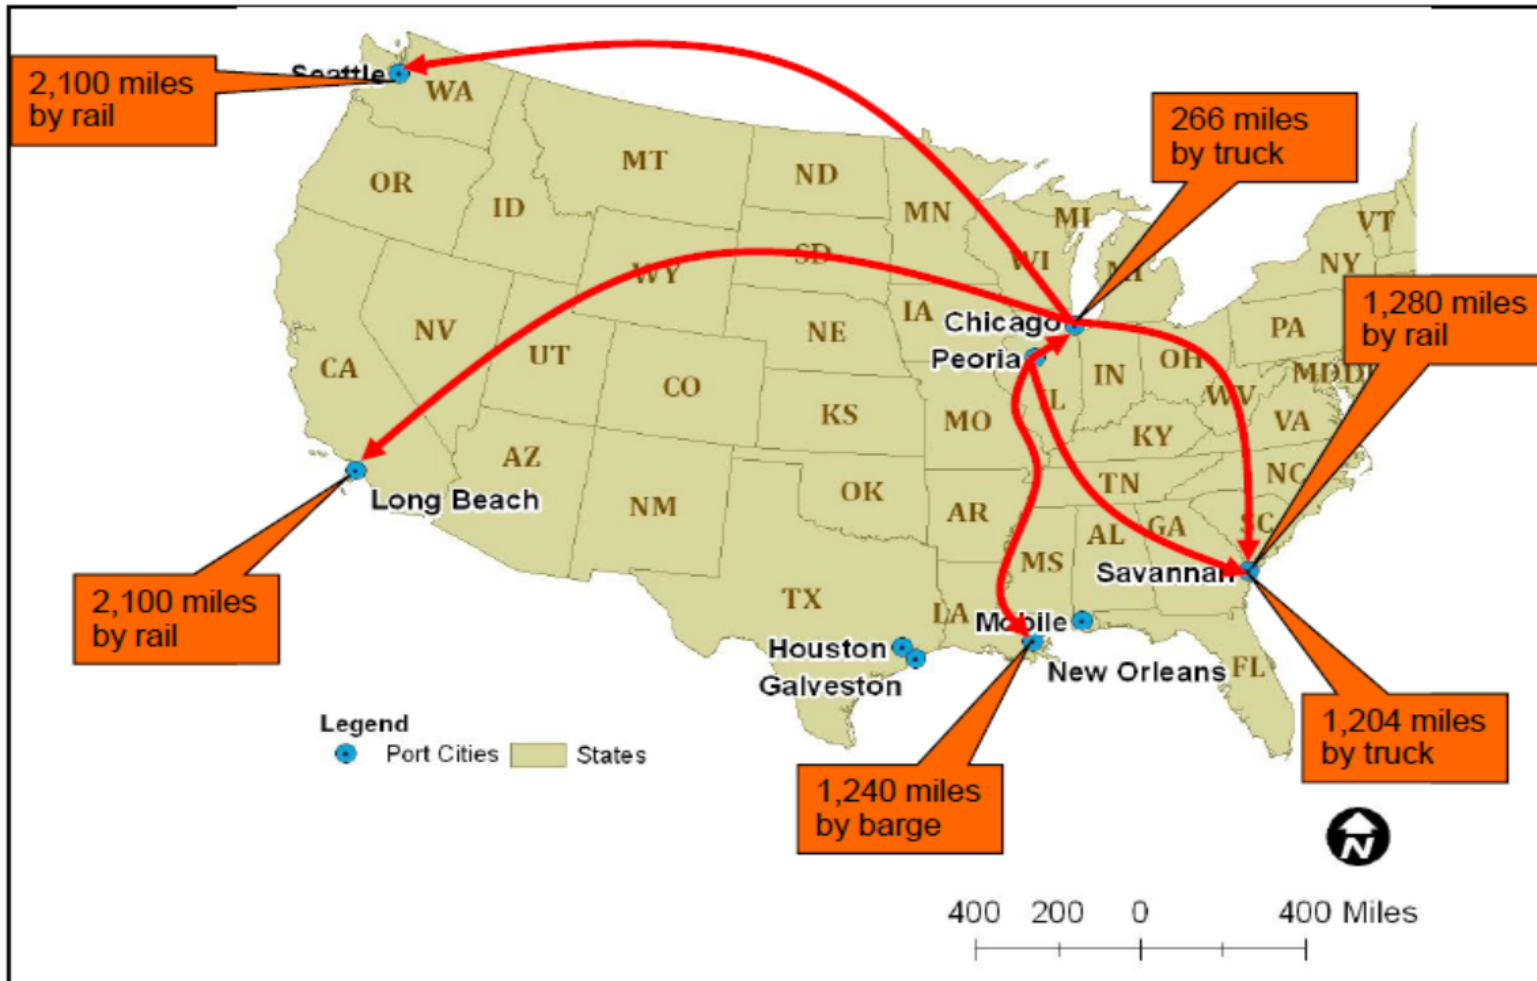 Seattle
2,100 miles
by rail
WA
266 miles
by truck
MT
ND
OR
ID
MN
MI
VT
SD
WY
WI
MI
NY
1,280 miles
by rail
IA
Chicago
NV
NE
PA
Peoria
UT
OH
CA
IN
MD
CO
IL
WV
KS
MO
VA
KY
AZ
NC
TN
OK
Long Beach
NM
AR
GA
SC
AL
MS
Savannah
2,100 miles
by rail
TX
LA
Mobile
Houston
New Orleans
FL
Galveston
Legend
Port Cities
States
1,204 miles
by truck
1,240 miles
by barge
N
400 200 0 400 Miles